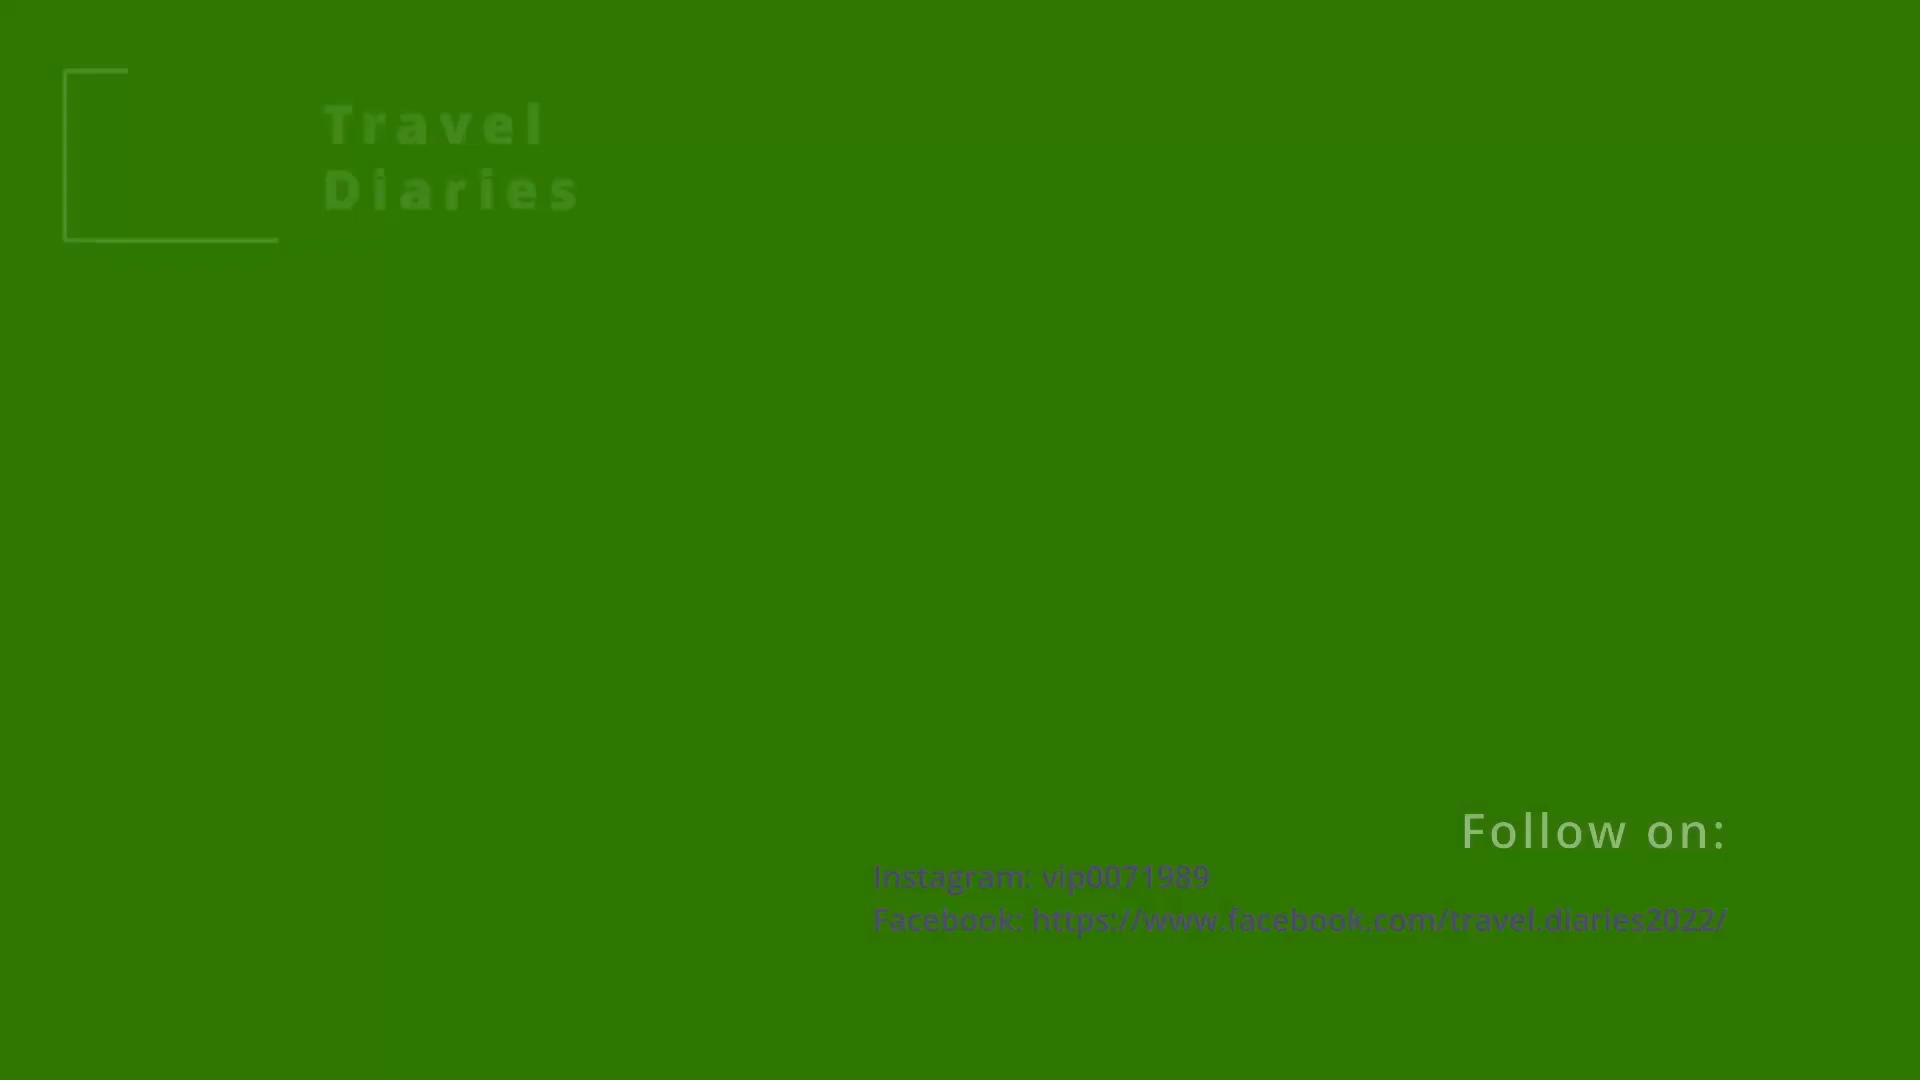 Travel
Diaries
Follow on:
Instagram: vip0071989
Facebook: https://www.facebook.com/travel.diaries2022/